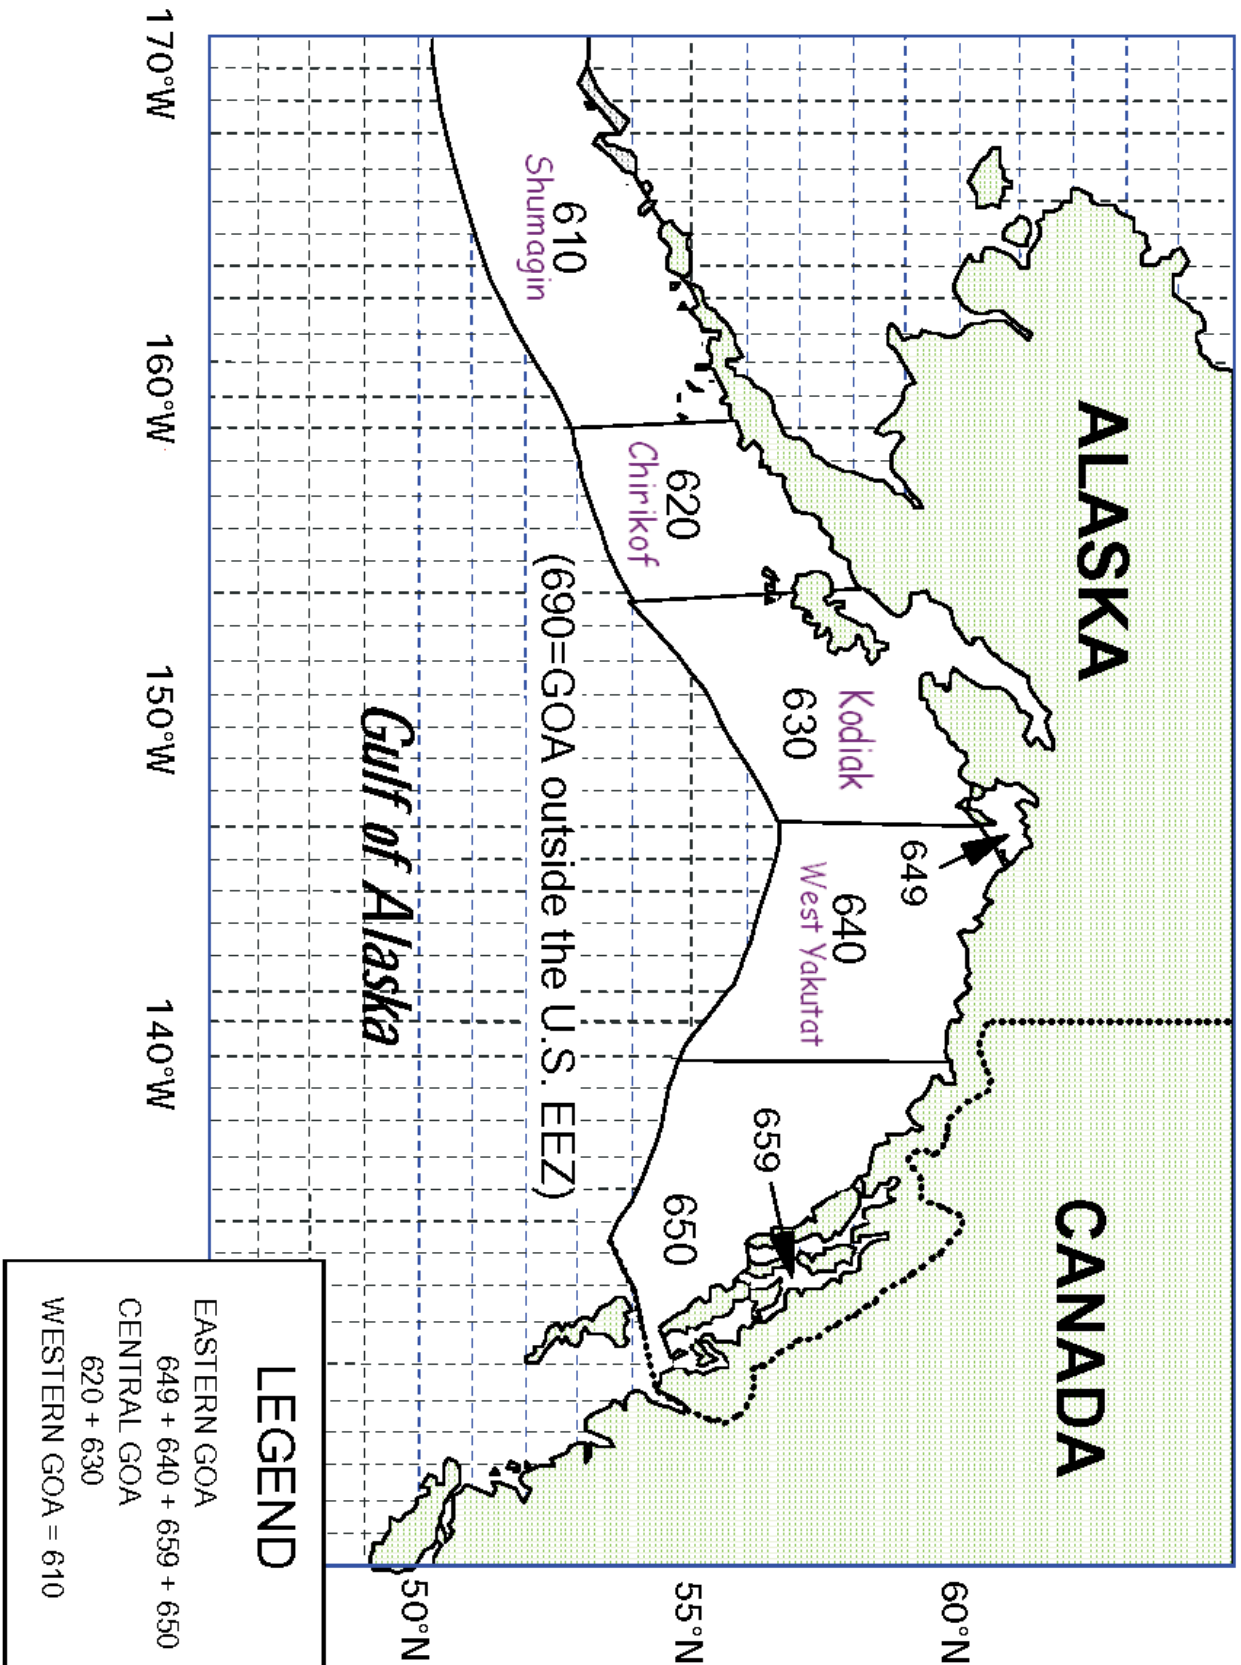 ALASKA
CANADA
60°N
55°N
50°N
Kodiak
630
649
640
West Yakutat
659
650
620
Chirikof
610
Shumagin
(690=GOA outside the U.S. EEZ)
Gulf of Alaska
170°W
160°W
150°W
140°W
LEGEND
EASTERN GOA
649 + 640 + 659 + 650
CENTRAL GOA
620 + 630
WESTERN GOA = 610